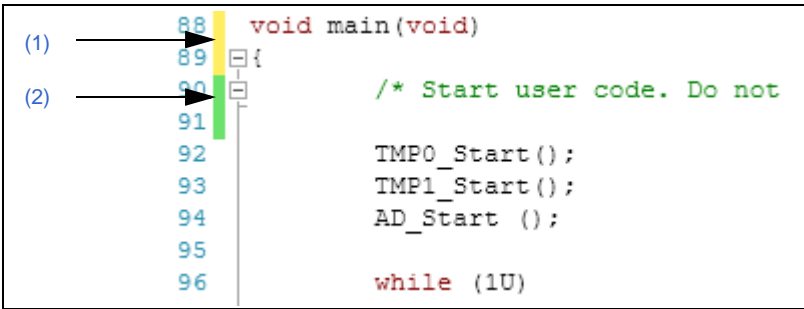 (1) 88 void main(void)
89 {
(2) 90 /* Start user code. Do not
91
92 TMP0_Start();
93 TMP1_Start();
94 AD_Start ();
95
96 while (1U)